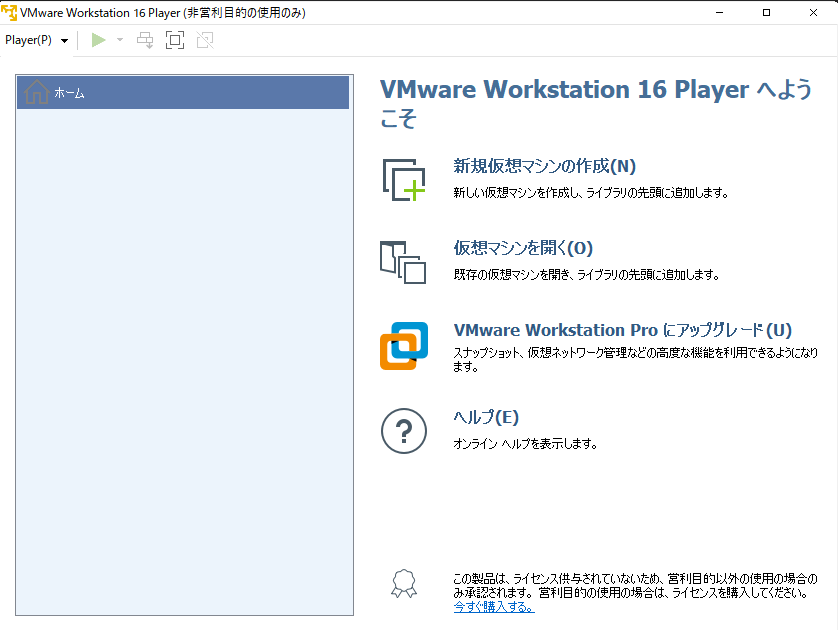 VMware Workstation 16 Player (非営利目的の使用のみ)
Player(P)
ホーム
VMware Workstation 16 Player へよう
こそ
新規仮想マシンの作成(N)
新しい仮想マシンを作成し、ライブラリの先頭に追加します。
仮想マシンを開く(O)
既存の仮想マシンを開き、ライブラリの先頭に追加します。
VMware Workstation Pro にアップグレード(U)
スナップショット、仮想ネットワーク管理などの高度な機能を利用できるようになり
ます。
ヘルプ(E)
オンライン ヘルプを表示します。
この製品は、ライセンス供与されていないため、営利目的以外の使用の場合の
み承認されます。営利目的の使用の場合は、ライセンスを購入してください。
今すぐ購入する。